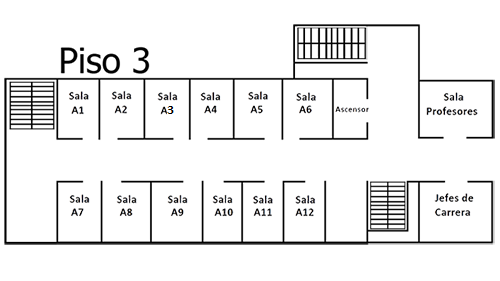 Piso 3
Sala
A1
Sala
A2
Sala
A3
Sala
A4
Sala
A5
Sala
A6
Ascensor
Sala
Profesores
Sala
A7
Sala
A8
Sala
A9
Sala
A10
Sala
A11
Sala
A12
Jefes de
Carrera